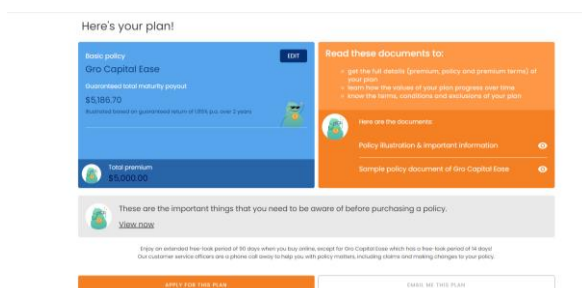 Here's your plan!
Basic policy
EDIT
Gro Capital Ease
Guaranteed total maturity payout
$5,186.70
Illustrated based on guaranteed return of 1.85% p.a. over 2 years
Total premium
$5,000.00
Read these documents to:
get the full details (premium, policy and premium terms) of
your plan
learn how the values of your plan progress over time
know the terms, conditions and exclusions of your plan
Here are the documents:
Policy Illustration & Important Information
Sample policy document of Gro Capital Ease
These are the important things that you need to be aware of before purchasing a policy.
View now
Enjoy an extended free-look period of 90 days when you buy online, except for Gro Capital Ease which has a free-look period of 14 days!
Our customer service officers are a phone call away to help you with policy matters, including claims and making changes to your policy.
APPLY FOR THIS PLAN
EMAIL ME THIS PLAN